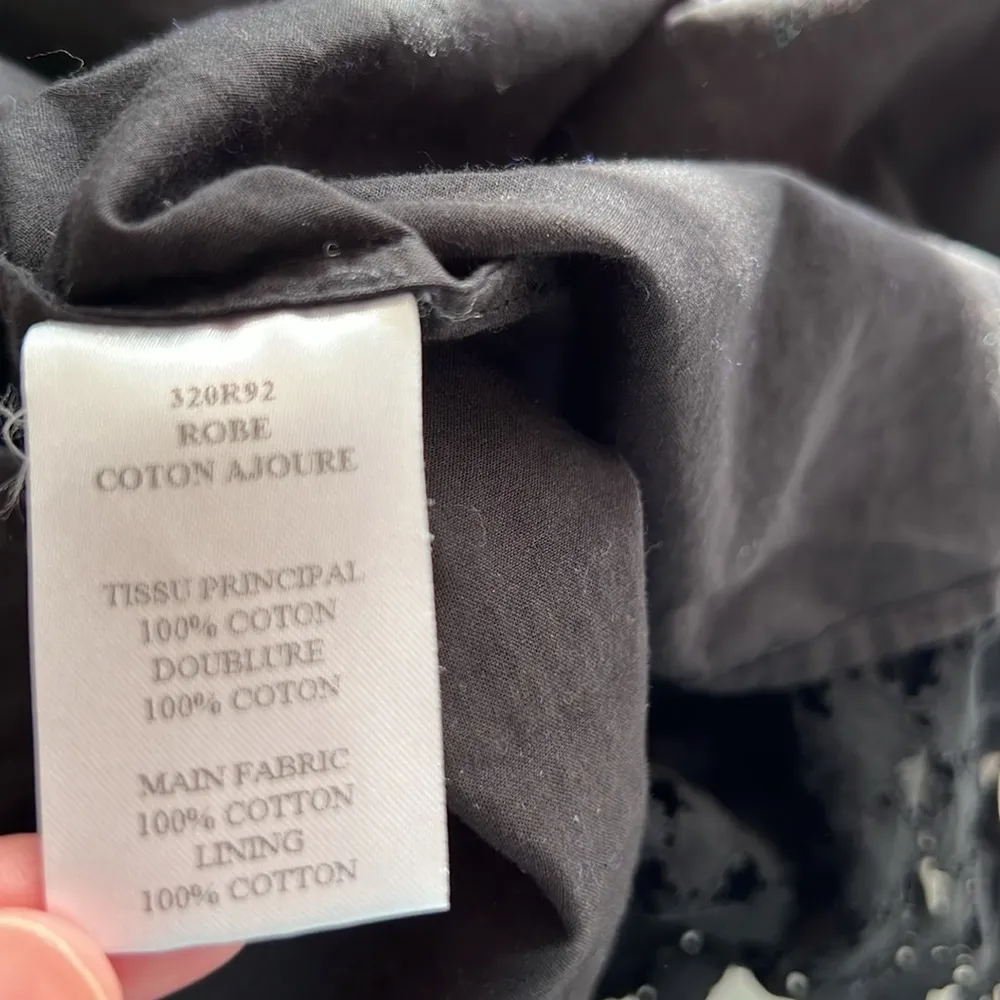 320R92
ROBE
COTON AJOURE
TISSU PRINCIPAL
100% COTON
DOUBLURE
100% COTON
MAIN FABRIC
100% COTTON
LINING
100% COTTON